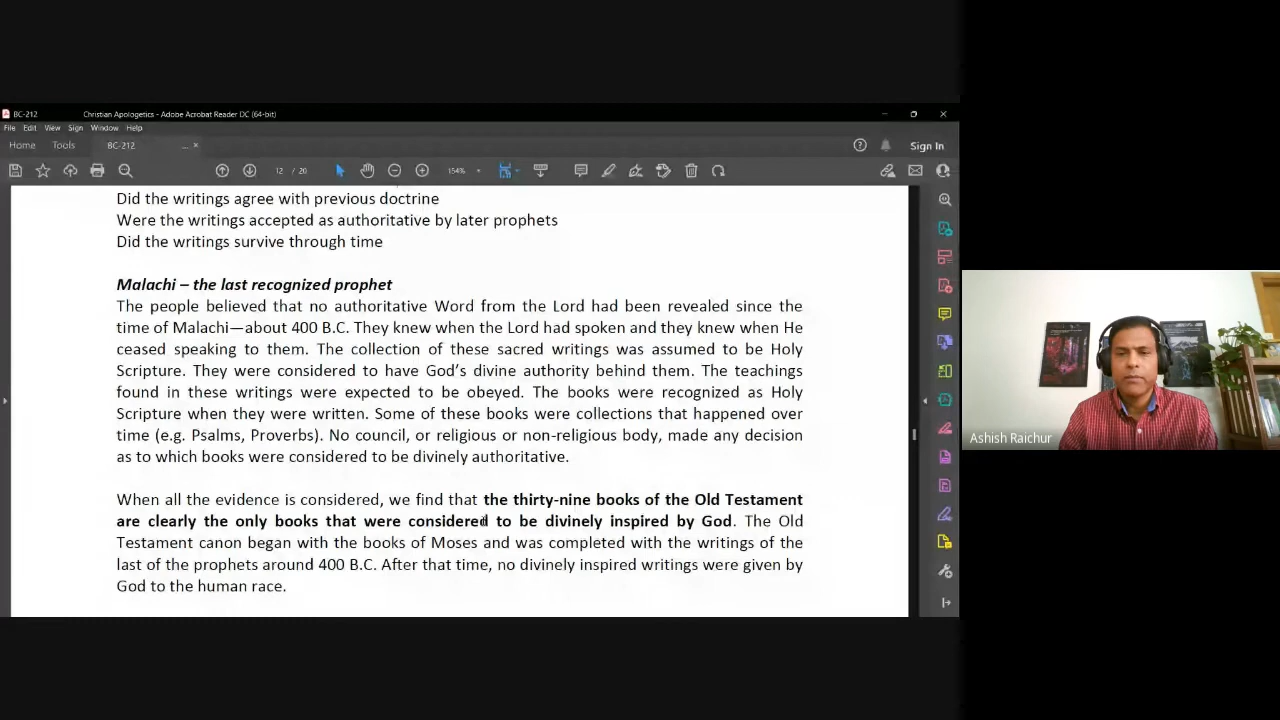 BC-212 Christian Apologetics - Adobe Acrobat Reader DC (64-bit)
File Edit View Sign Window Help
Home Tools BC-212 ... × Sign In
12 / 20 154%
Did the writings agree with previous doctrine
Were the writings accepted as authoritative by later prophets
Did the writings survive through time
Malachi – the last recognized prophet
The people believed that no authoritative Word from the Lord had been revealed since the
time of Malachi—about 400 B.C. They knew when the Lord had spoken and they knew when He
ceased speaking to them. The collection of these sacred writings was assumed to be Holy
Scripture. They were considered to have God's divine authority behind them. The teachings
found in these writings were expected to be obeyed. The books were recognized as Holy
Scripture when they were written. Some of these books were collections that happened over
time (e.g. Psalms, Proverbs). No council, or religious or non-religious body, made any decision
as to which books were considered to be divinely authoritative.
When all the evidence is considered, we find that the thirty-nine books of the Old Testament
are clearly the only books that were considered to be divinely inspired by God. The Old
Testament canon began with the books of Moses and was completed with the writings of the
last of the prophets around 400 B.C. After that time, no divinely inspired writings were given by
God to the human race.
Ashish Raichur